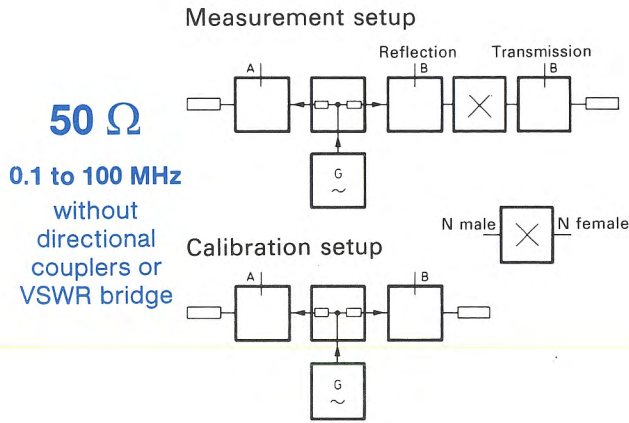 Measurement setup
Reflection
Transmission
A
B
B
G
~
50 Ω
0.1 to 100 MHz
without
directional
couplers or
VSWR bridge
N male
N female
Calibration setup
A
B
G
~